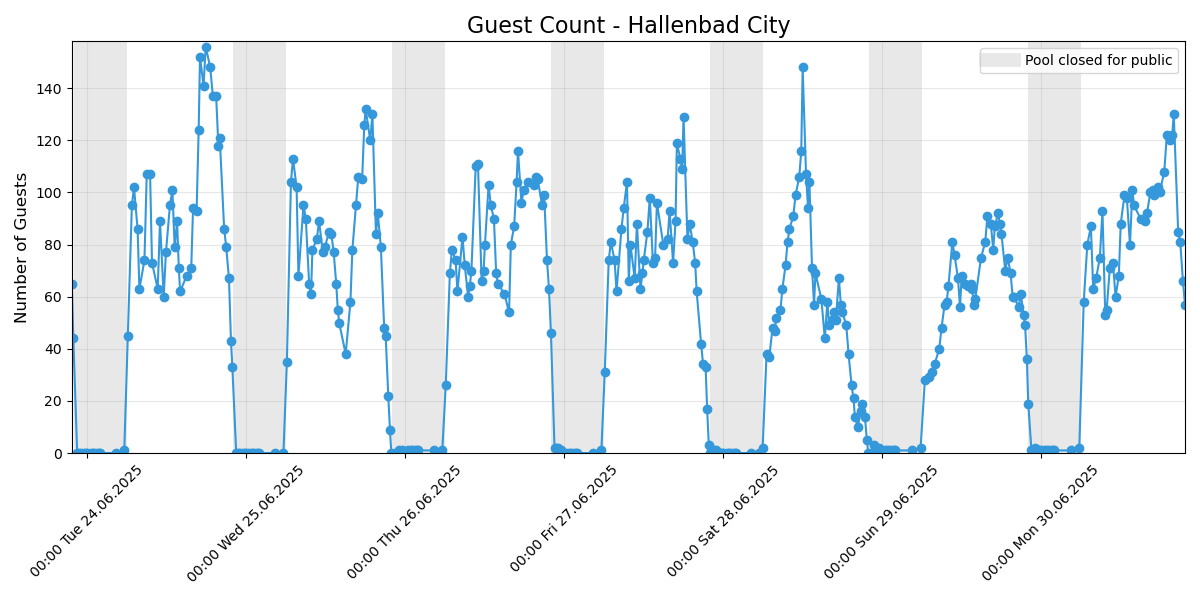 Guest Count - Hallenbad City
Pool closed for public
Number of Guests
140
120
100
80
60
40
20
0
00:00 Tue 24.06.2025
00:00 Wed 25.06.2025
00:00 Thu 26.06.2025
00:00 Fri 27.06.2025
00:00 Sat 28.06.2025
00:00 Sun 29.06.2025
00:00 Mon 30.06.2025